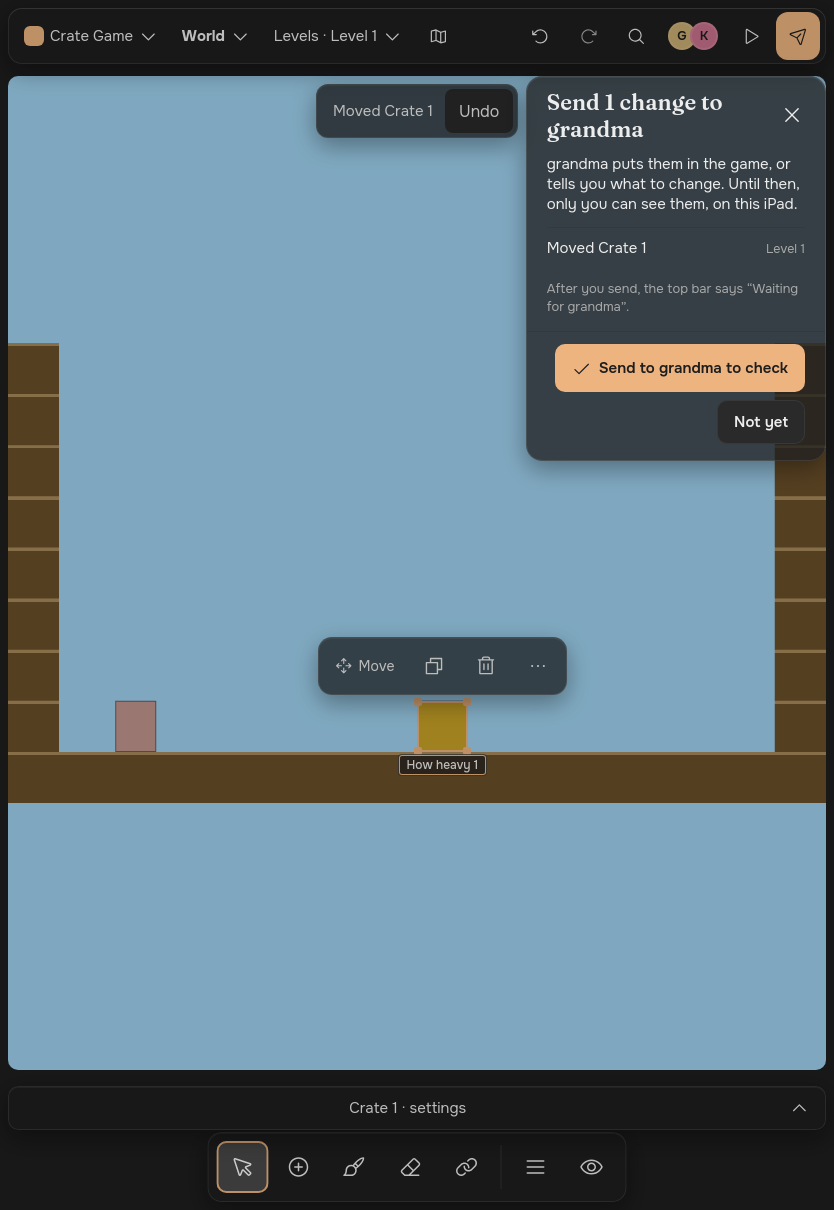 Crate Game
World
Levels · Level 1
G
K
Moved Crate 1
Undo
Send 1 change to
grandma
grandma puts them in the game, or
tells you what to change. Until then,
only you can see them, on this iPad.
Moved Crate 1
Level 1
After you send, the top bar says “Waiting
for grandma”.
Send to grandma to check
Not yet
Move
How heavy 1
Crate 1 · settings